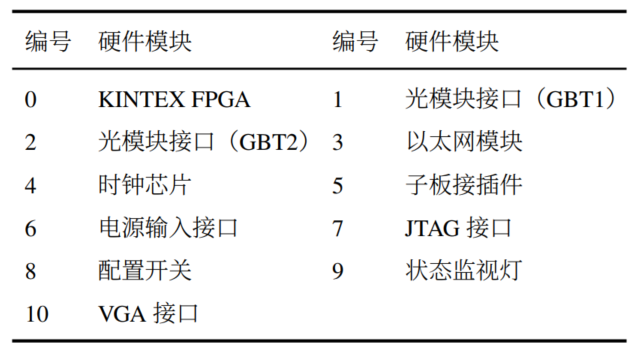 编号 硬件模块 编号 硬件模块
0 KINTEX FPGA 1 光模块接口（GBT1）
2 光模块接口（GBT2） 3 以太网模块
4 时钟芯片 5 子板接插件
6 电源输入接口 7 JTAG 接口
8 配置开关 9 状态监视灯
10 VGA 接口